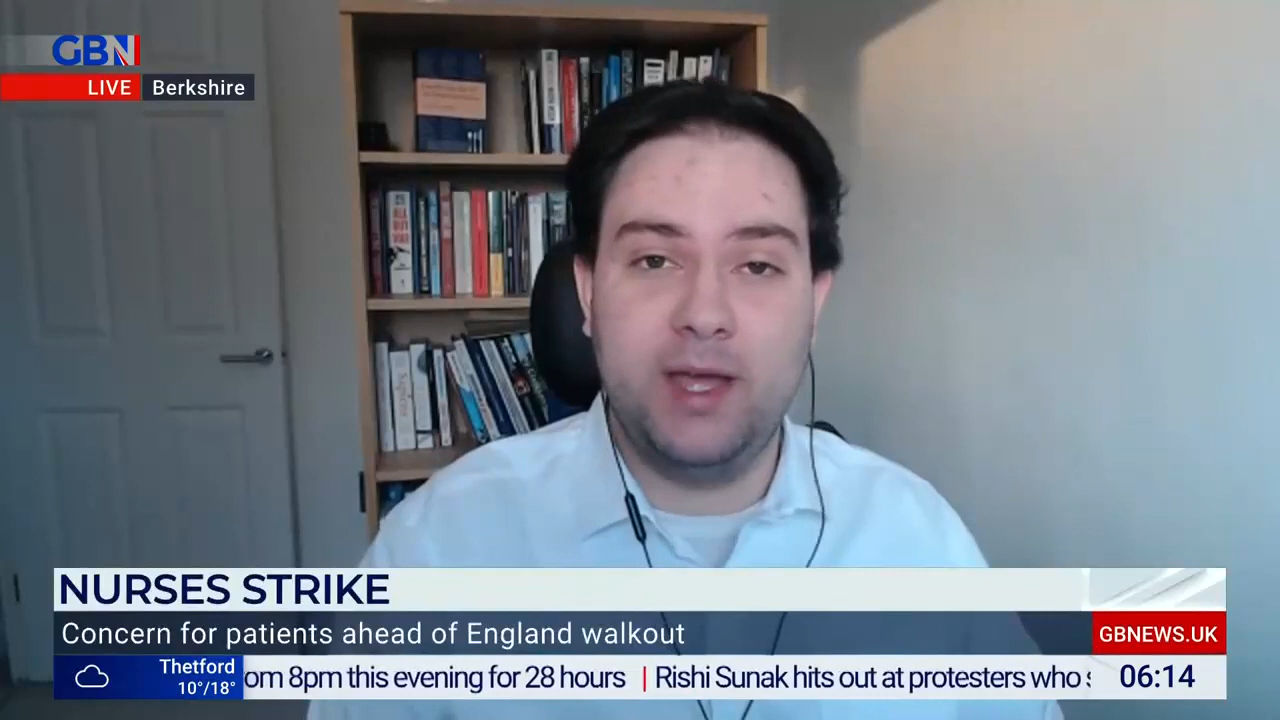 GBN
LIVE Berkshire
NURSES STRIKE
Concern for patients ahead of England walkout
GBNEWS.UK
Thetford
10°/18°
om 8pm this evening for 28 hours | Rishi Sunak hits out at protesters who s
06:14